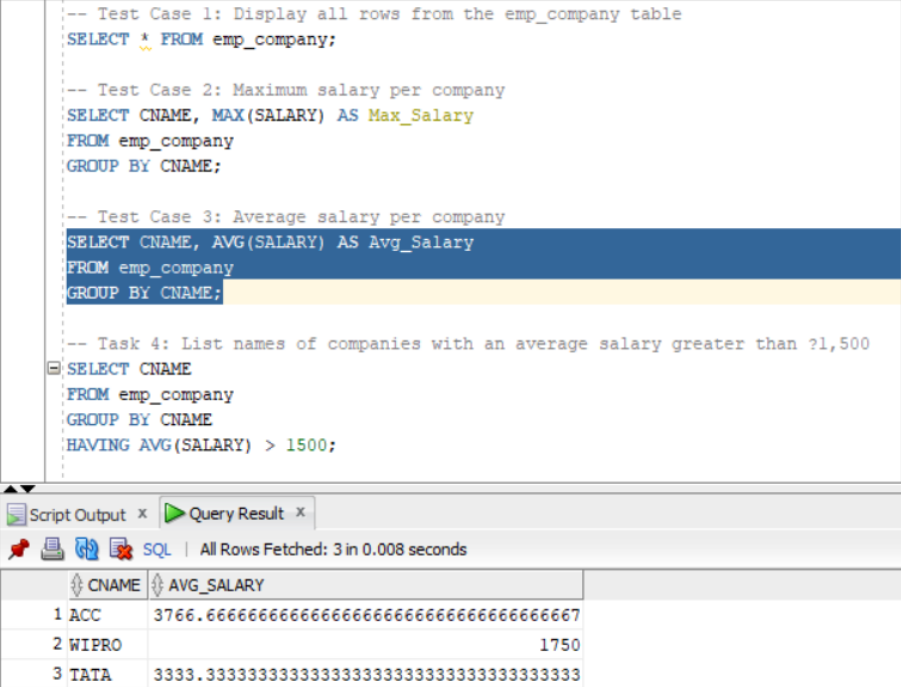 -- Test Case 1: Display all rows from the emp_company table
SELECT * FROM emp_company;
-- Test Case 2: Maximum salary per company
SELECT CNAME, MAX(SALARY) AS Max_Salary
FROM emp_company
GROUP BY CNAME;
-- Test Case 3: Average salary per company
SELECT CNAME, AVG(SALARY) AS Avg_Salary
FROM emp_company
GROUP BY CNAME;
-- Task 4: List names of companies with an average salary greater than ?1,500
SELECT CNAME
FROM emp_company
GROUP BY CNAME
HAVING AVG(SALARY) > 1500;
Script Output x Query Result x
SQL | All Rows Fetched: 3 in 0.008 seconds
CNAME AVG_SALARY
1 ACC 3766.66666666666666666666666666666666667
2 WIPRO 1750
3 TATA 3333.33333333333333333333333333333333333